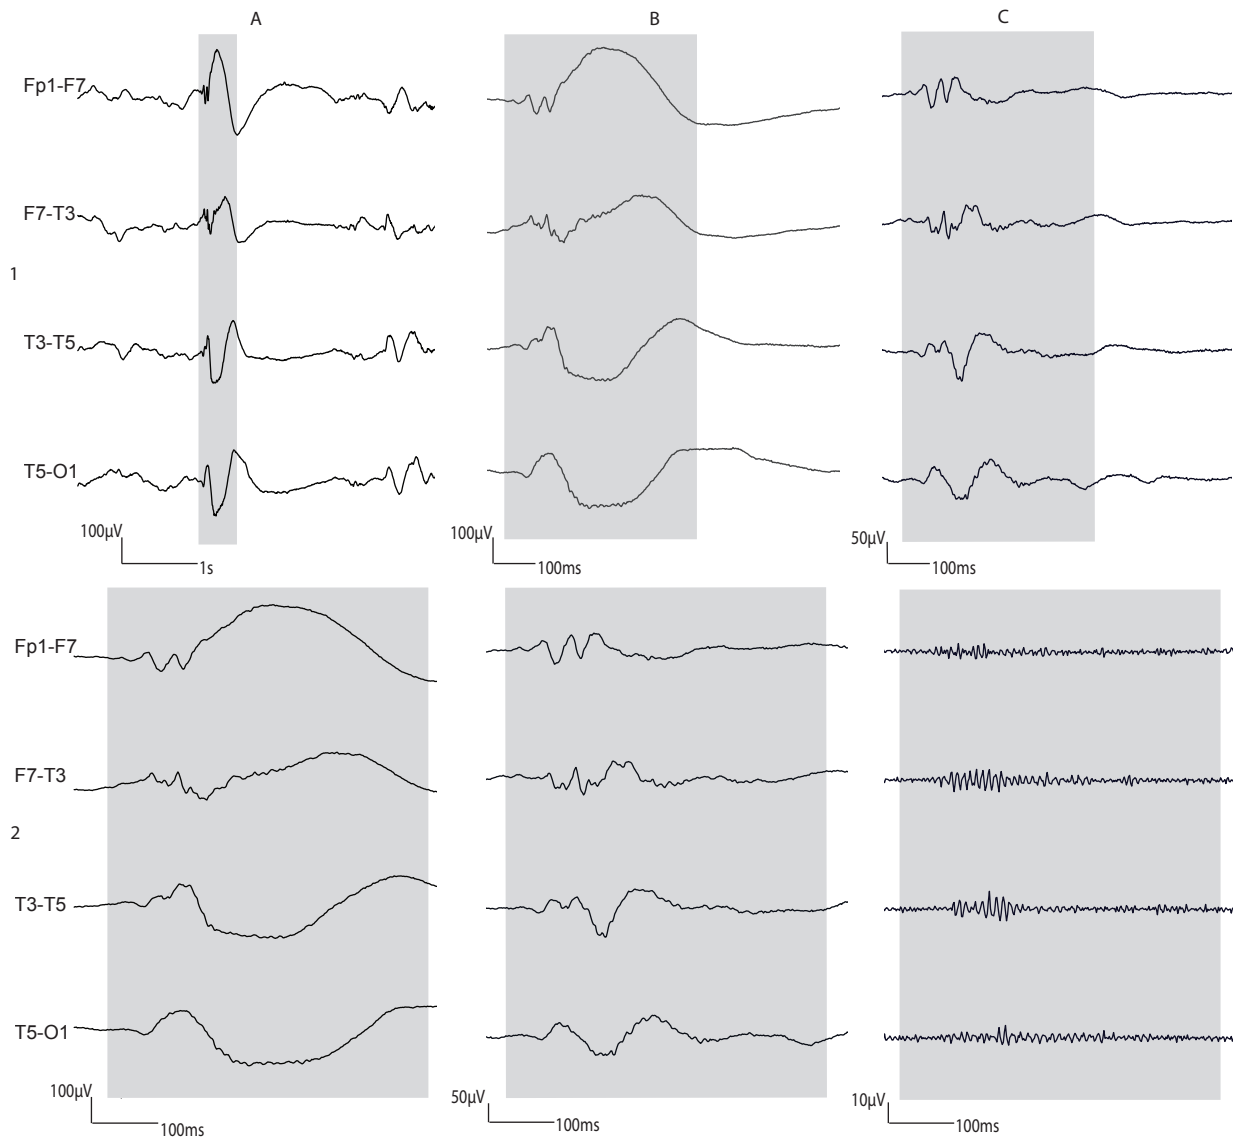 A B C
Fp1-F7
F7-T3
1
T3-T5
T5-O1
100μV 1s
100μV 100ms
50μV 100ms
Fp1-F7
F7-T3
2
T3-T5
T5-O1
100μV 100ms
50μV 100ms
10μV 100ms